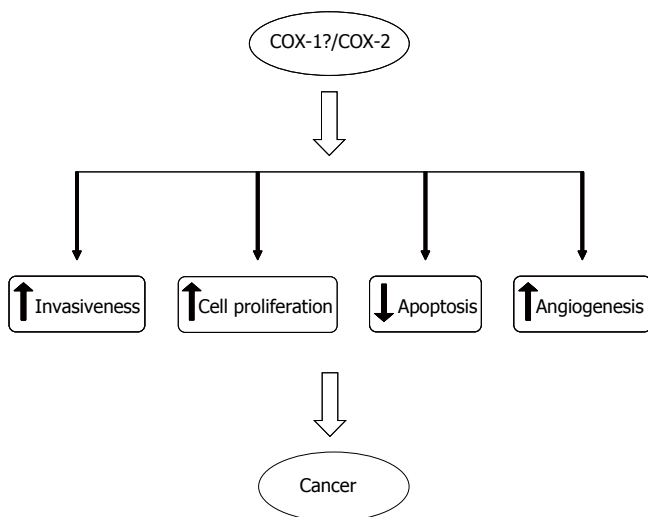 COX-1?/COX-2
Invasiveness
Cell proliferation
Apoptosis
Angiogenesis
Cancer